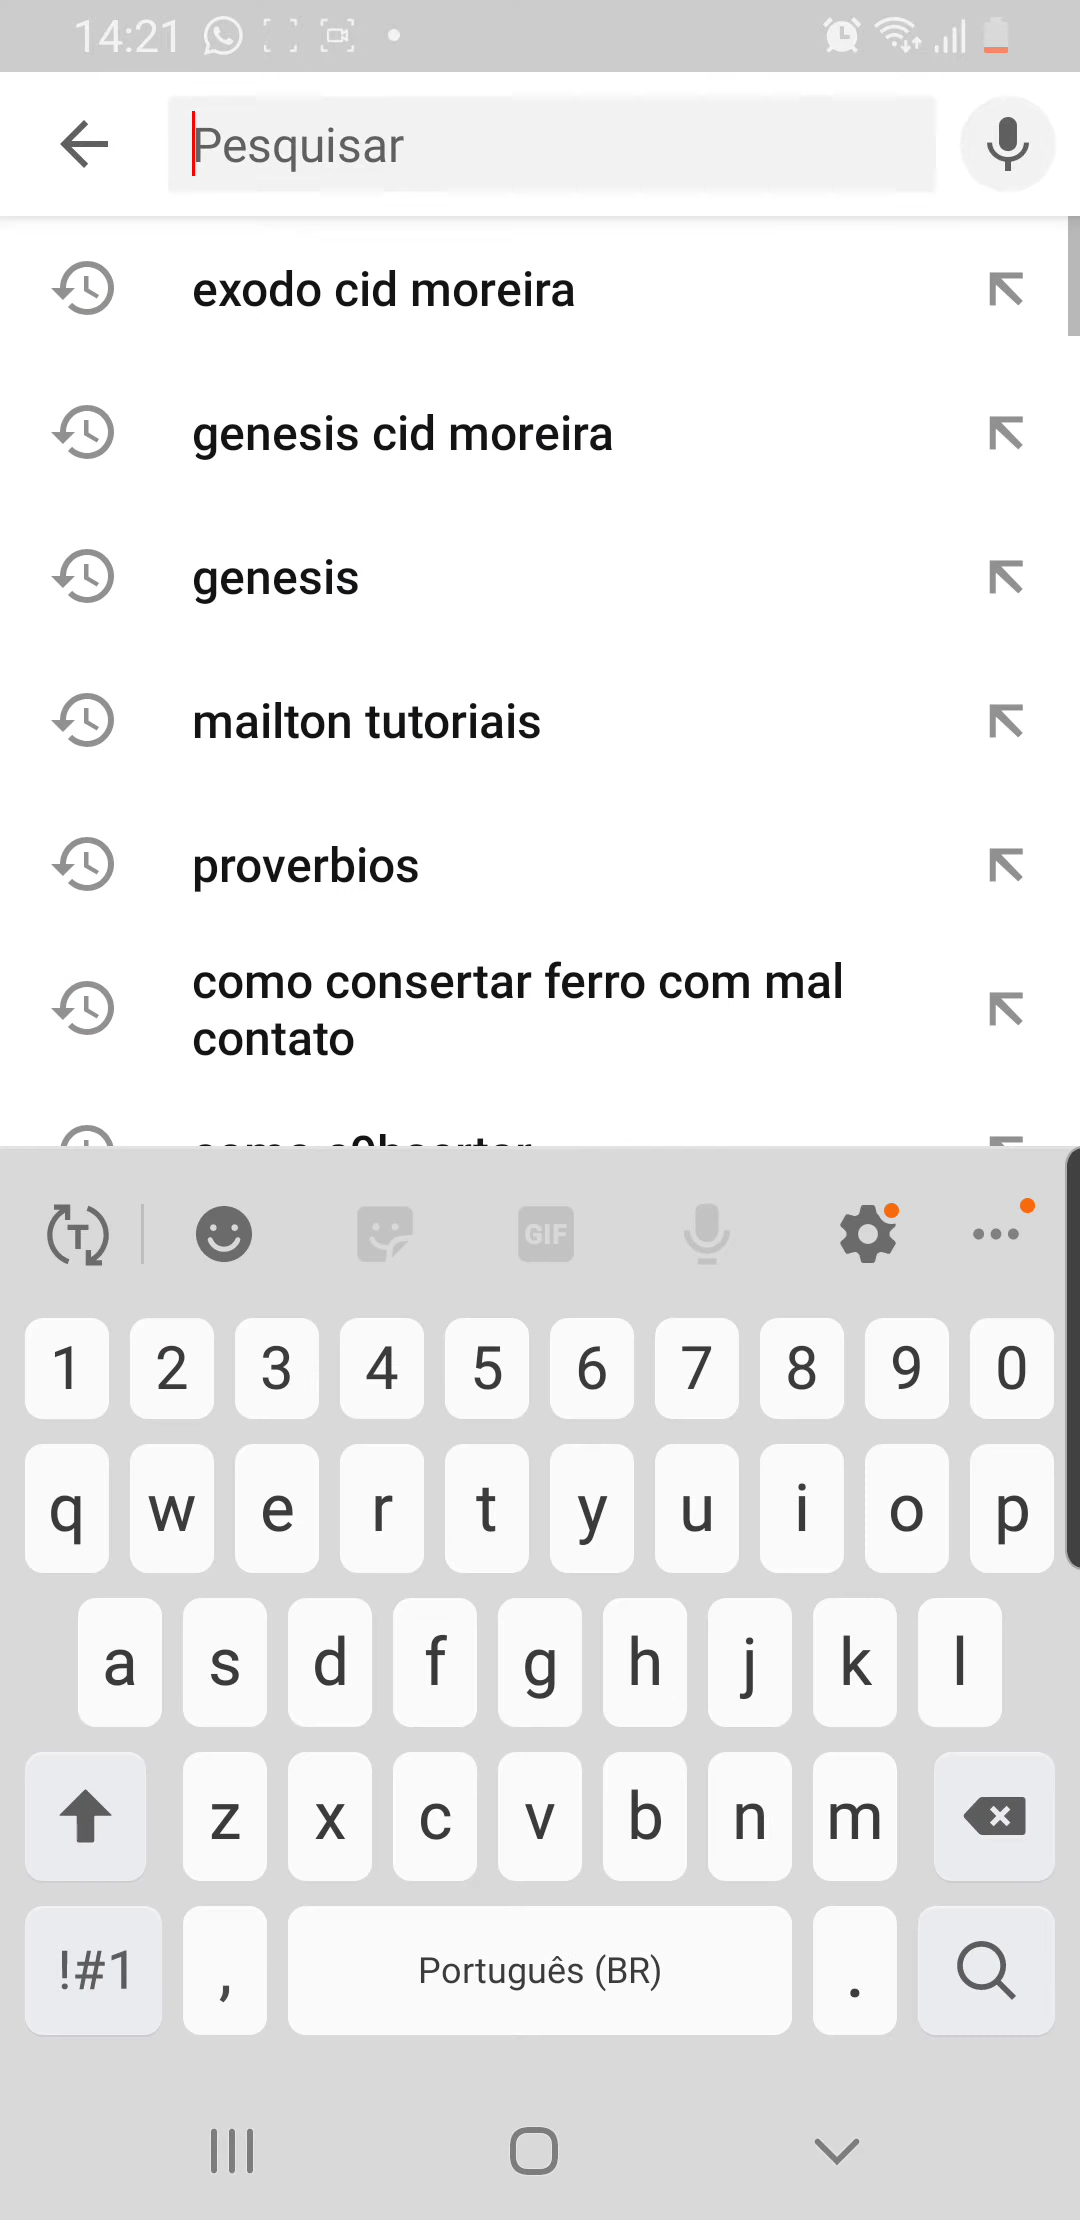 14:21
Pesquisar
exodo cid moreira
genesis cid moreira
genesis
mailton tutoriais
proverbios
como consertar ferro com mal
contato
T GIF
1 2 3 4 5 6 7 8 9 0
q w e r t y u i o p
a s d f g h j k l
z x c v b n m
!#1 , Português (BR) .